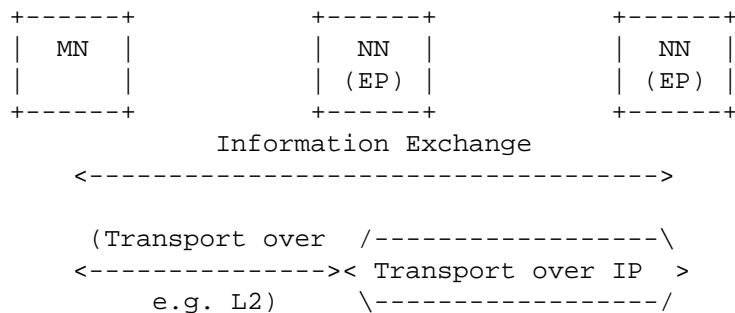 +------+ +------+ +------+
| MN | | NN | | NN |
| | | (EP) | | (EP) |
+------+ +------+ +------+
Information Exchange
<------------------------------------>
(Transport over /------------------\
<---------------->< Transport over IP >
e.g. L2) \------------------/